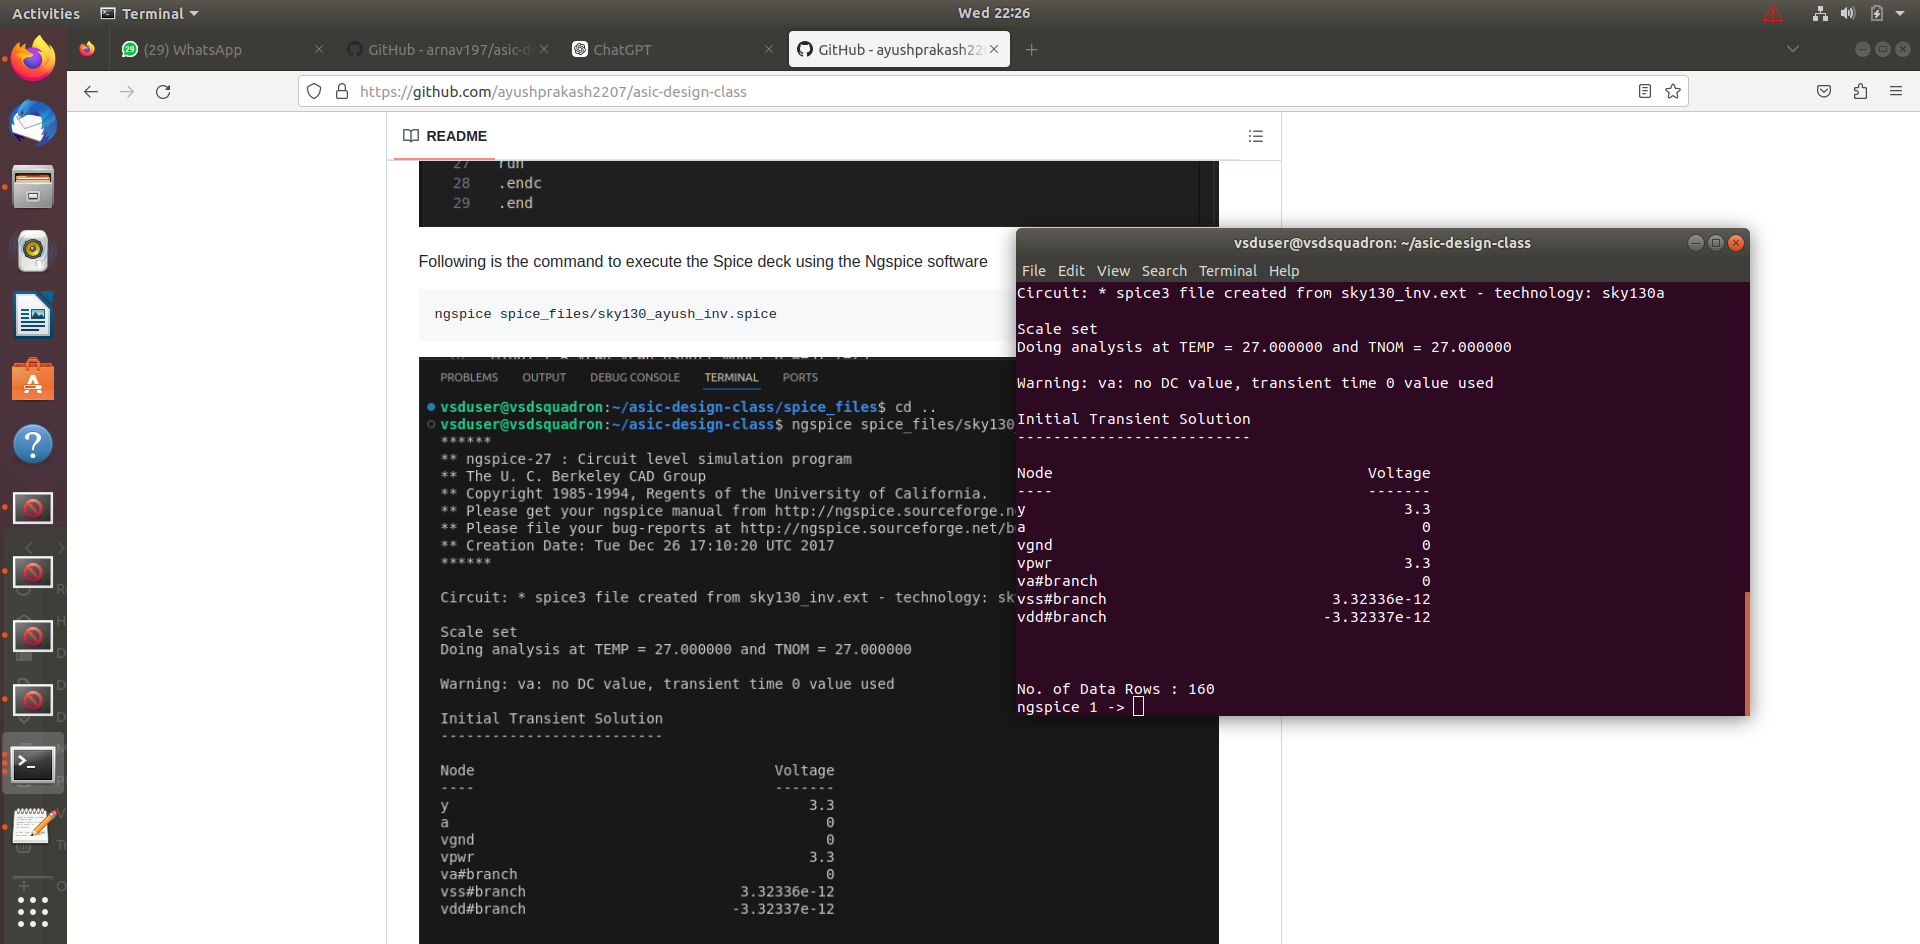 Activities
Terminal
Wed 22:26
(29) WhatsApp
GitHub - arnav197/asic-d
ChatGPT
GitHub - ayushprakash22
https://github.com/ayushprakash2207/asic-design-class
README
27 run
28 .endc
29 .end
Following is the command to execute the Spice deck using the Ngspice software
ngspice spice_files/sky130_ayush_inv.spice
PROBLEMS OUTPUT DEBUG CONSOLE TERMINAL PORTS
vsduser@vsdsquadron:~/asic-design-class/spice_files$ cd ..
vsduser@vsdsquadron:~/asic-design-class$ ngspice spice_files/sky130
******
** ngspice-27 : Circuit level simulation program
** The U. C. Berkeley CAD Group
** Copyright 1985-1994, Regents of the University of California.
** Please get your ngspice manual from http://ngspice.sourceforge.n
** Please file your bug-reports at http://ngspice.sourceforge.net/b
** Creation Date: Tue Dec 26 17:10:20 UTC 2017
******
Circuit: * spice3 file created from sky130_inv.ext - technology: sk
Scale set
Doing analysis at TEMP = 27.000000 and TNOM = 27.000000
Warning: va: no DC value, transient time 0 value used
Initial Transient Solution
--------------------------
Node Voltage
---- -------
y 3.3
a 0
vgnd 0
vpwr 3.3
va#branch 0
vss#branch 3.32336e-12
vdd#branch -3.32337e-12
vsduser@vsdsquadron: ~/asic-design-class
File Edit View Search Terminal Help
Circuit: * spice3 file created from sky130_inv.ext - technology: sky130a
Scale set
Doing analysis at TEMP = 27.000000 and TNOM = 27.000000
Warning: va: no DC value, transient time 0 value used
Initial Transient Solution
--------------------------
Node Voltage
---- -------
y 3.3
a 0
vgnd 0
vpwr 3.3
va#branch 0
vss#branch 3.32336e-12
vdd#branch -3.32337e-12
No. of Data Rows : 160
ngspice 1 ->